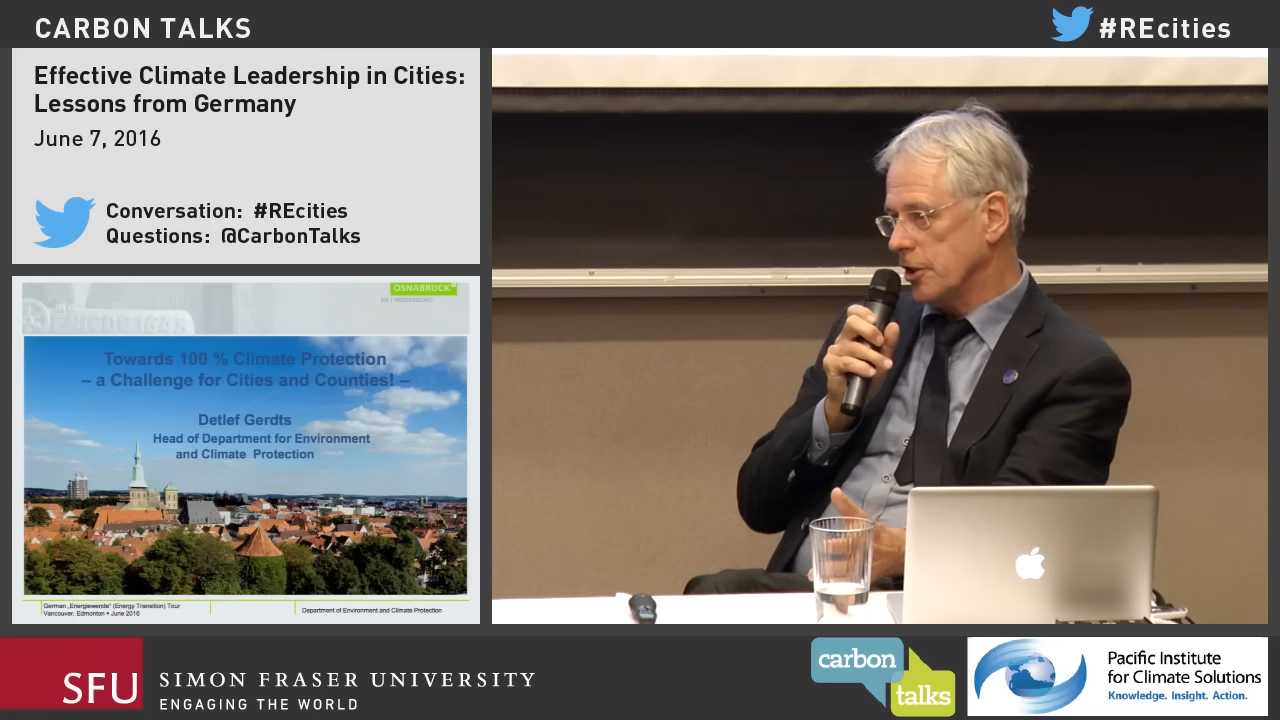 CARBON TALKS
#REcities
Effective Climate Leadership in Cities:
Lessons from Germany
June 7, 2016
Conversation: #REcities
Questions: @CarbonTalks
OSNABRÜCK
DIE | FRIEDENSSTADT
Towards 100 % Climate Protection
– a Challenge for Cities and Counties! –
Detlef Gerdts
Head of Department for Environment
and Climate Protection
German „Energiewende“ (Energy Transition) Tour
Vancouver, Edmonton • June 2016
Department of Environment and Climate Protection
SFU
SIMON FRASER UNIVERSITY
ENGAGING THE WORLD
carbon
talks
Pacific Institute
for Climate Solutions
Knowledge. Insight. Action.